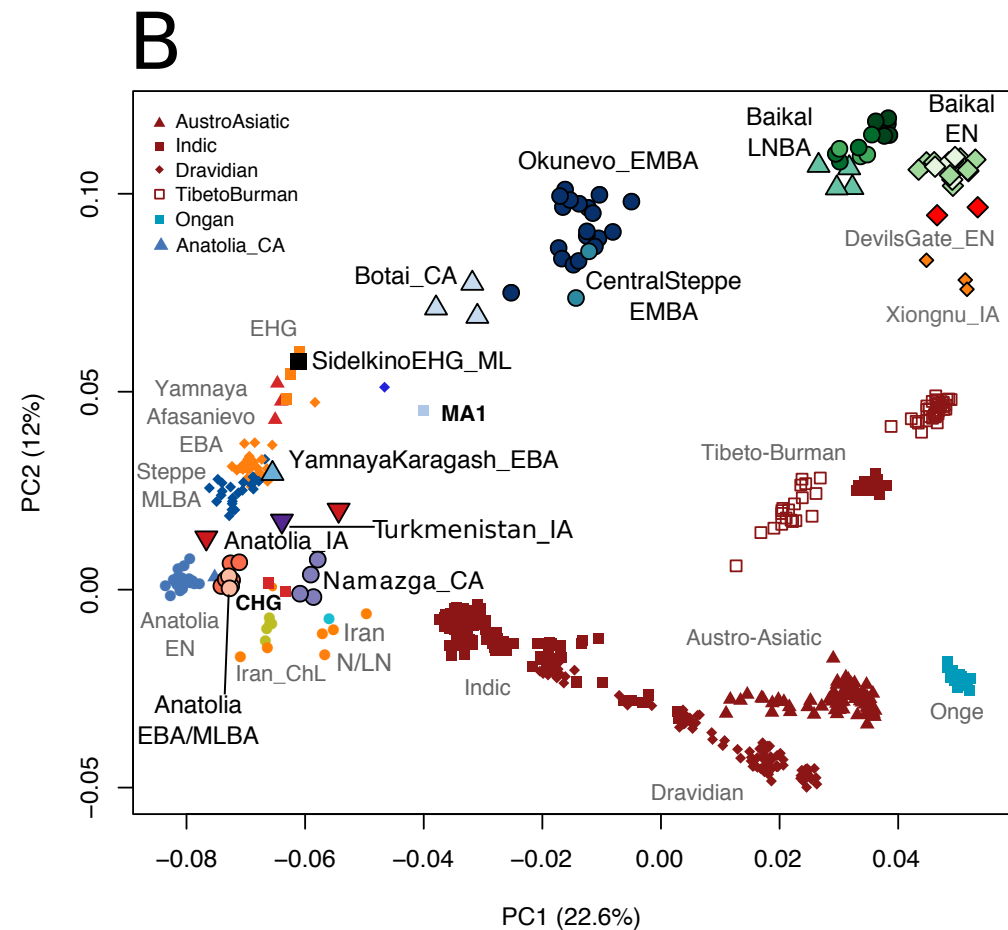 B
AustroAsiatic
Indic
Dravidian
TibetoBurman
Ongan
Anatolia_CA
Baikal
LNBA
Baikal
EN
Okunevo_EMBA
DevilsGate_EN
Botai_CA
CentralSteppe
EMBA
Xiongnu_IA
EHG
SidelkinoEHG_ML
Yamnaya
Afasanievo
EBA
MA1
Steppe
MLBA
YamnayaKaragash_EBA
Tibeto-Burman
Turkmenistan_IA
Anatolia_IA
Namazga_CA
CHG
Anatolia
EN
Iran
N/LN
Iran_ChL
Anatolia
EBA/MLBA
Indic
Austro-Asiatic
Onge
Dravidian
PC2 (12%)
0.10
0.05
0.00
−0.05
−0.08
−0.06
−0.04
−0.02
0.00
0.02
0.04
PC1 (22.6%)